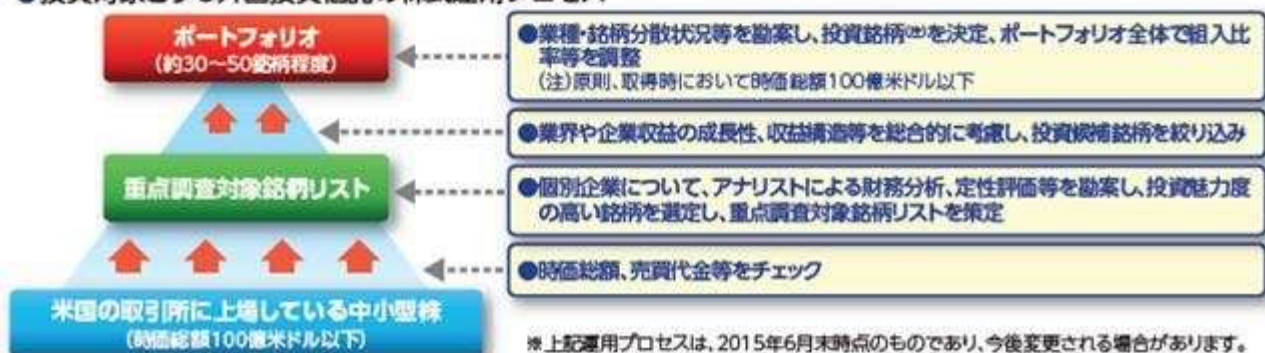 ポートフォリオ
(約30～50銘柄程度)
●業種・銘柄分散状況等を勘案し、投資銘柄(注)を決定、ポートフォリオ全体で組入比
率等を調整
(注)原則、取得時において時価総額100億米ドル以下
●業界や企業収益の成長性、収益構造等を総合的に考慮し、投資候補銘柄を絞り込み
重点調査対象銘柄リスト
●個別企業について、アナリストによる財務分析、定性評価等を勘案し、投資魅力度
の高い銘柄を選定し、重点調査対象銘柄リストを策定
●時価総額、売買代金等をチェック
米国の取引所に上場している中小型株
(時価総額100億米ドル以下)
※上記運用プロセスは、2015年6月末時点のものであり、今後変更される場合があります。